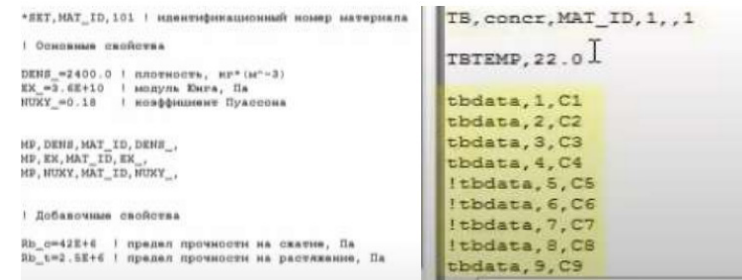 *SET,MAT_ID,101 ! идентификационный номер материала
! Основные свойства
DENS_=2400.0 ! плотность, кг*(м^-3)
EX_=3.6E+10 ! модуль Юнга, Па
NUXY_=0.18 ! коэффициент Пуассона
MP,DENS,MAT_ID,DENS_,
MP,EX,MAT_ID,EX_,
MP,NUXY,MAT_ID,NUXY_,
! Добавочные свойства
Rb_c=42E+6 ! предел прочности на сжатие, Па
Rb_t=2.5E+6 ! предел прочности на растяжение, Па
TB,concr,MAT_ID,1,,1
TBTEMP,22.0
tbdata,1,C1
tbdata,2,C2
tbdata,3,C3
tbdata,4,C4
!tbdata,5,C5
!tbdata,6,C6
!tbdata,7,C7
!tbdata,8,C8
tbdata,9,C9